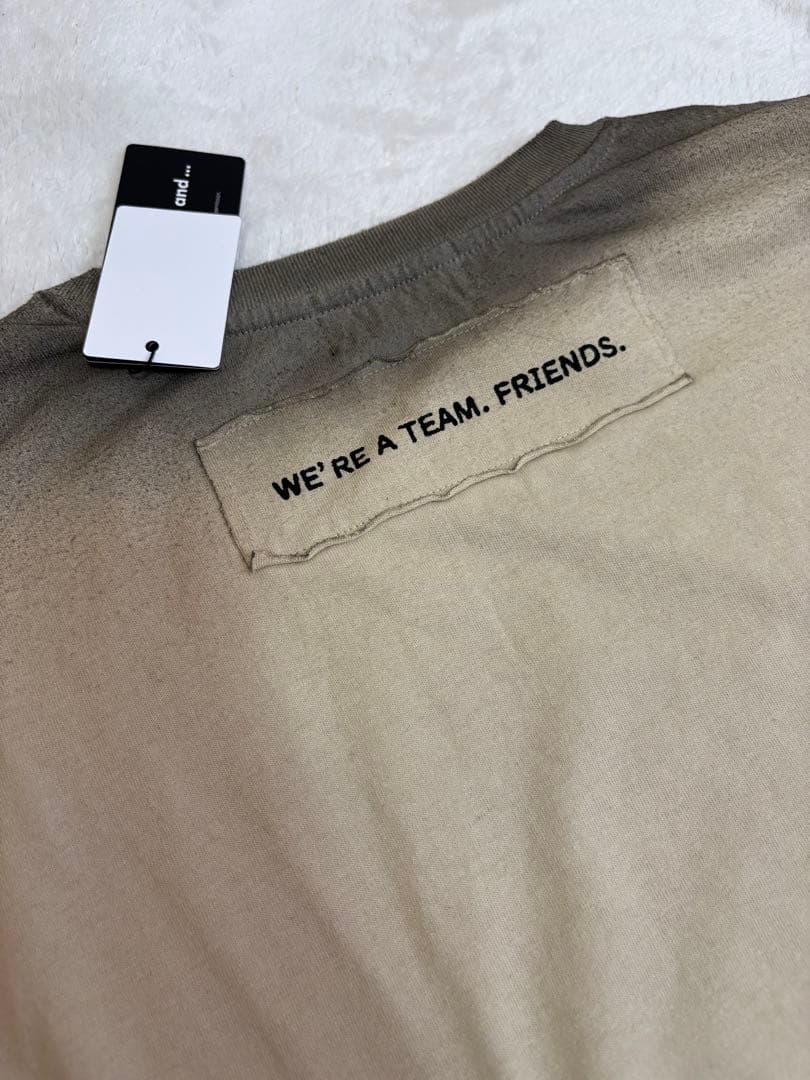 and...
WE'RE A TEAM. FRIENDS.